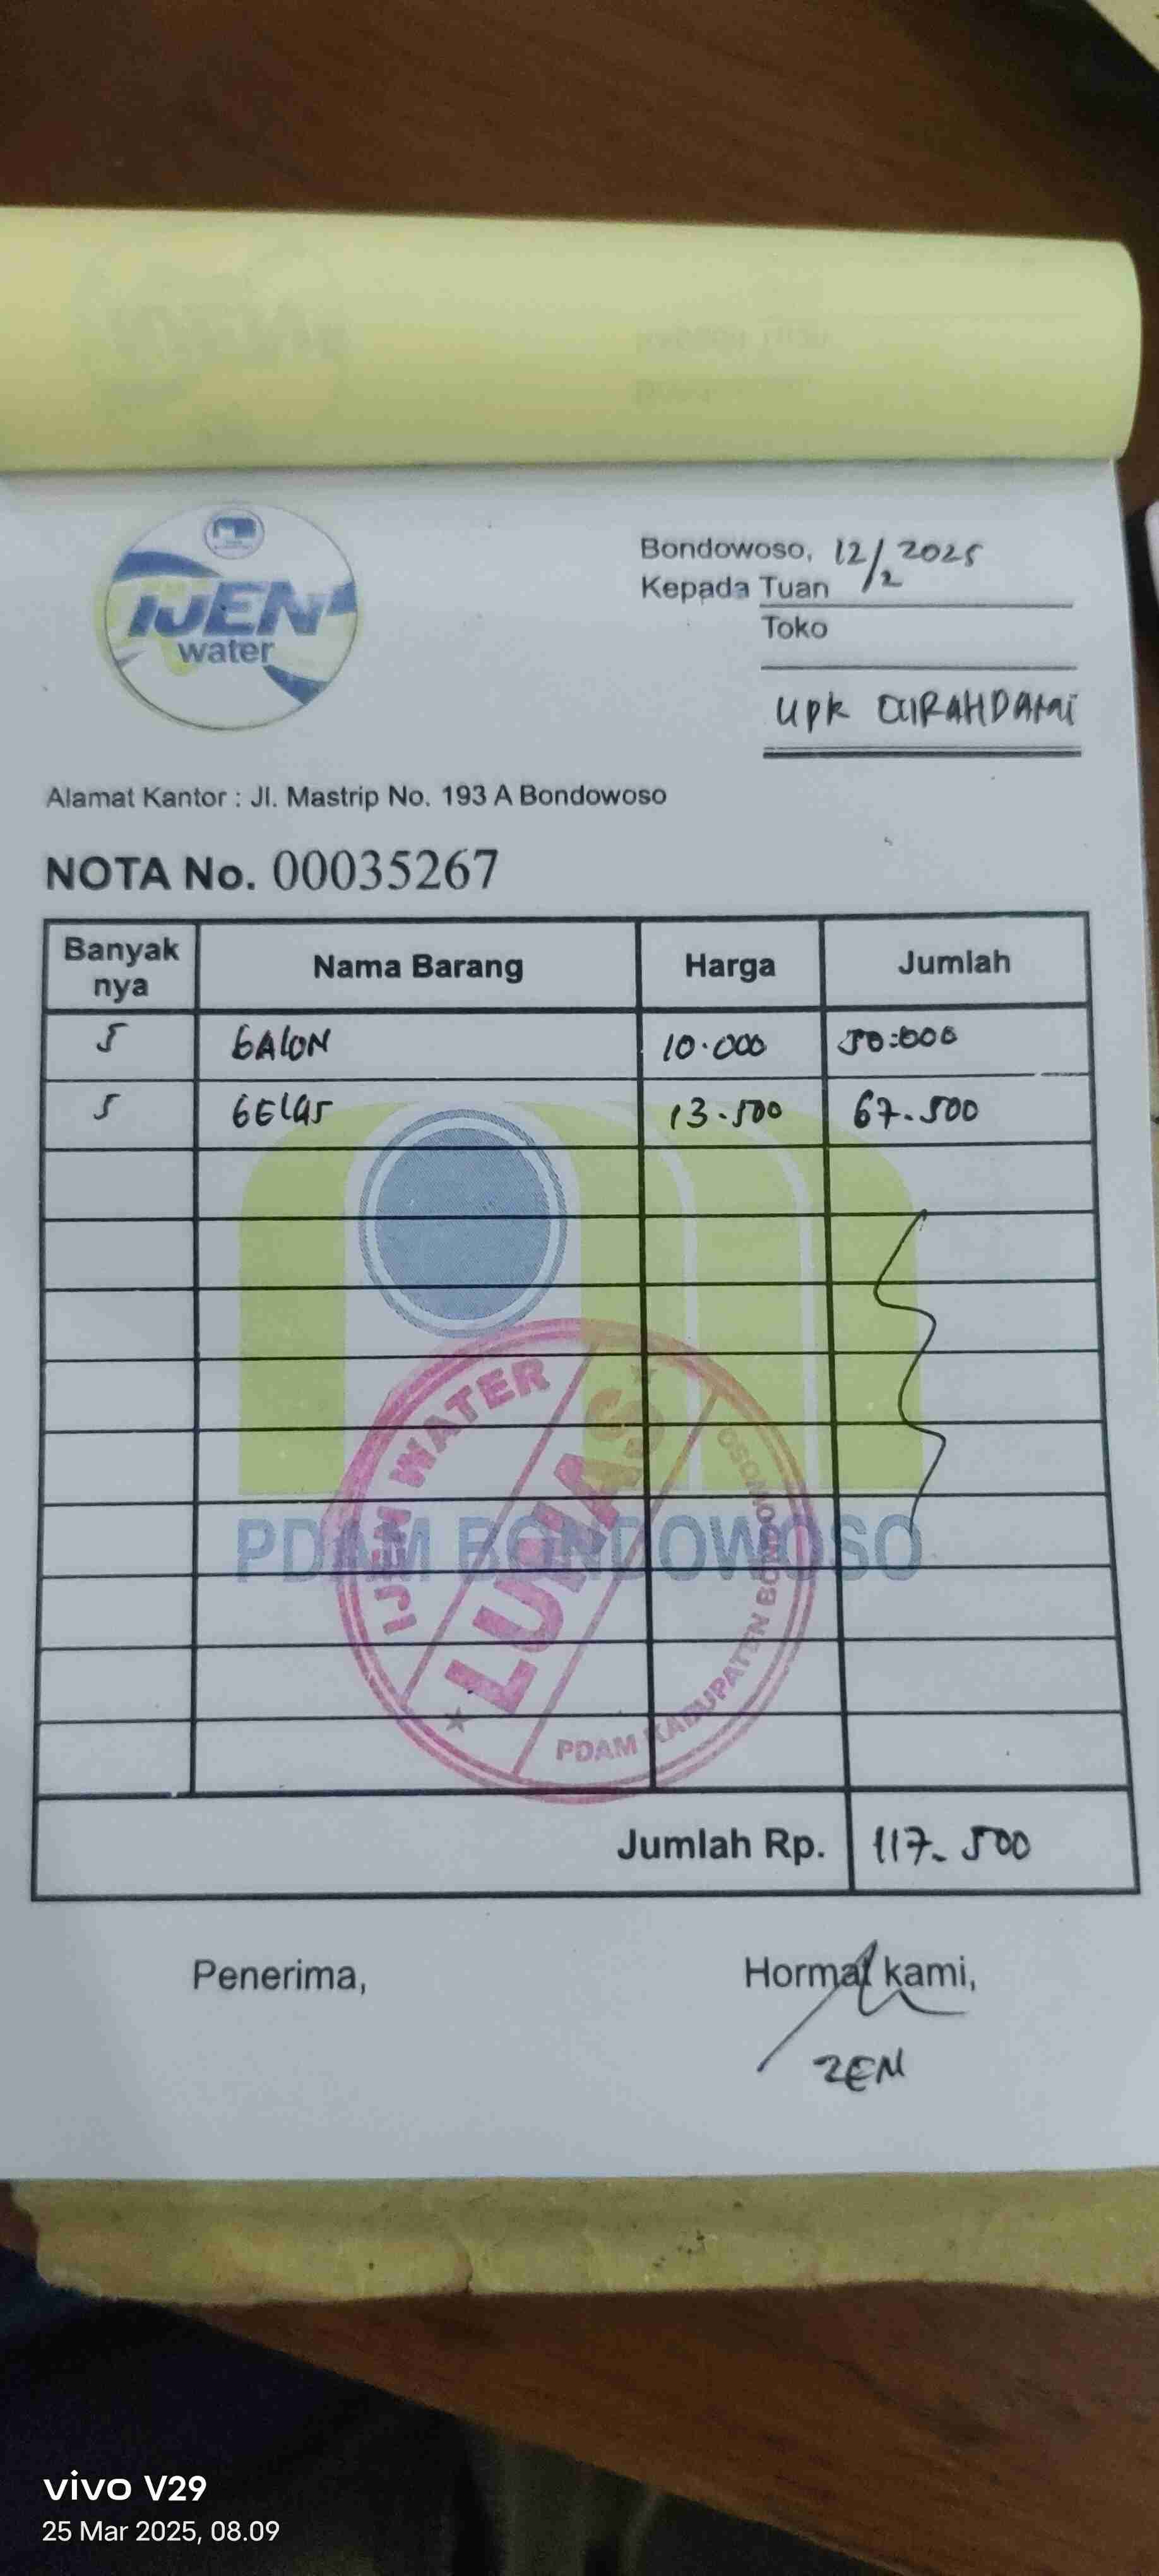 IJEN
water
Bondowoso, 12/2 2025
Kepada Tuan
Toko
UPK CURAHDAMI
Alamat Kantor : Jl. Mastrip No. 193 A Bondowoso
NOTA No. 00035267
Banyak nya Nama Barang Harga Jumlah
5 GALON 10.000 50.000
5 GELAS 13.500 67.500
PDAM BONDOWOSO
IJEN WATER
LUNAS
PDAM KABUPATEN BONDOWOSO
Jumlah Rp. 117.500
Penerima, Hormat kami,
ZEN
vivo V29
25 Mar 2025, 08.09